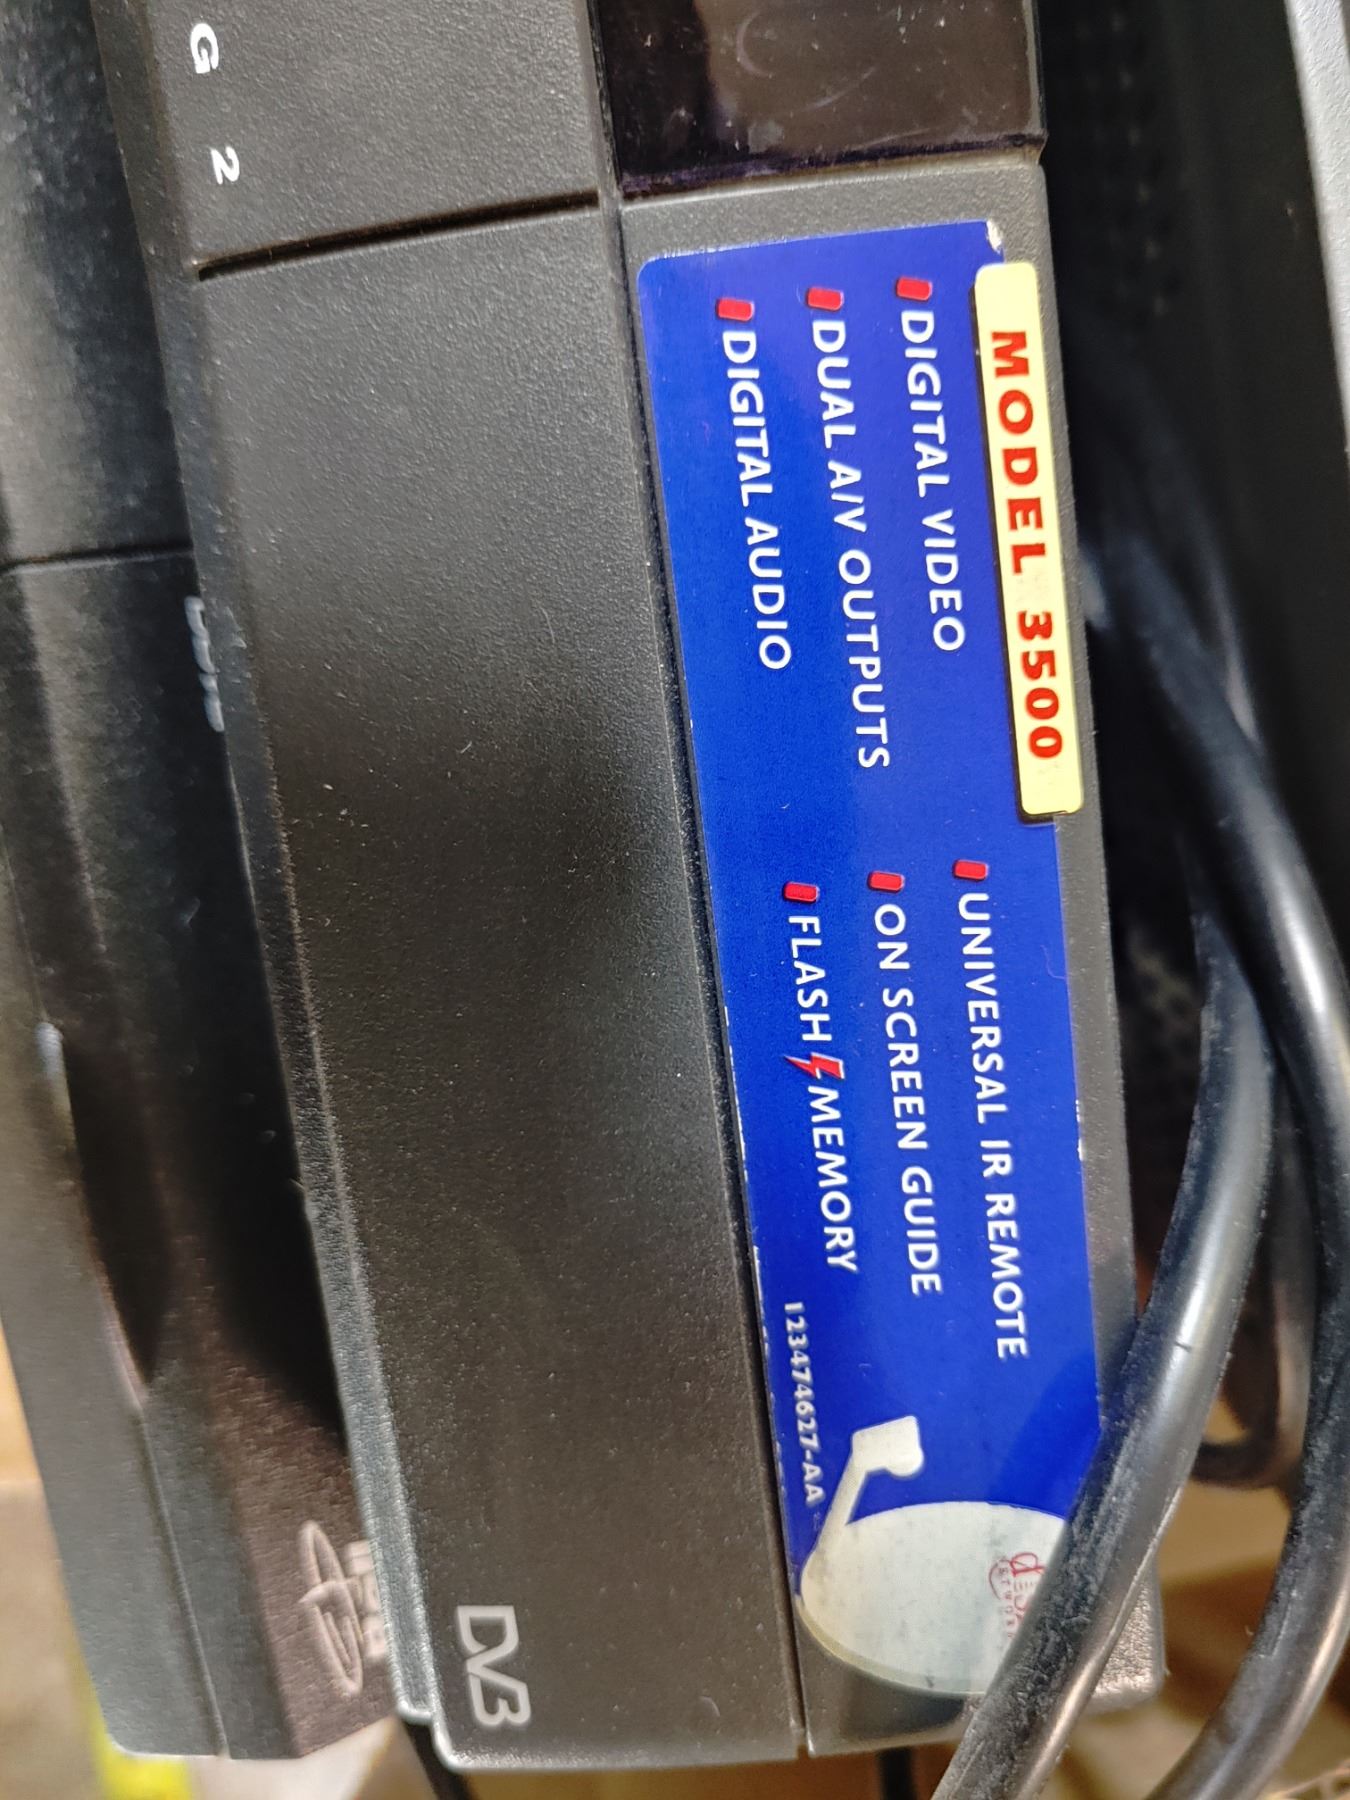 G 2
MODEL 3500
DIGITAL VIDEO
DUAL A/V OUTPUTS
DIGITAL AUDIO
UNIVERSAL IR REMOTE
ON SCREEN GUIDE
FLASH MEMORY
123474627-AA
DVB